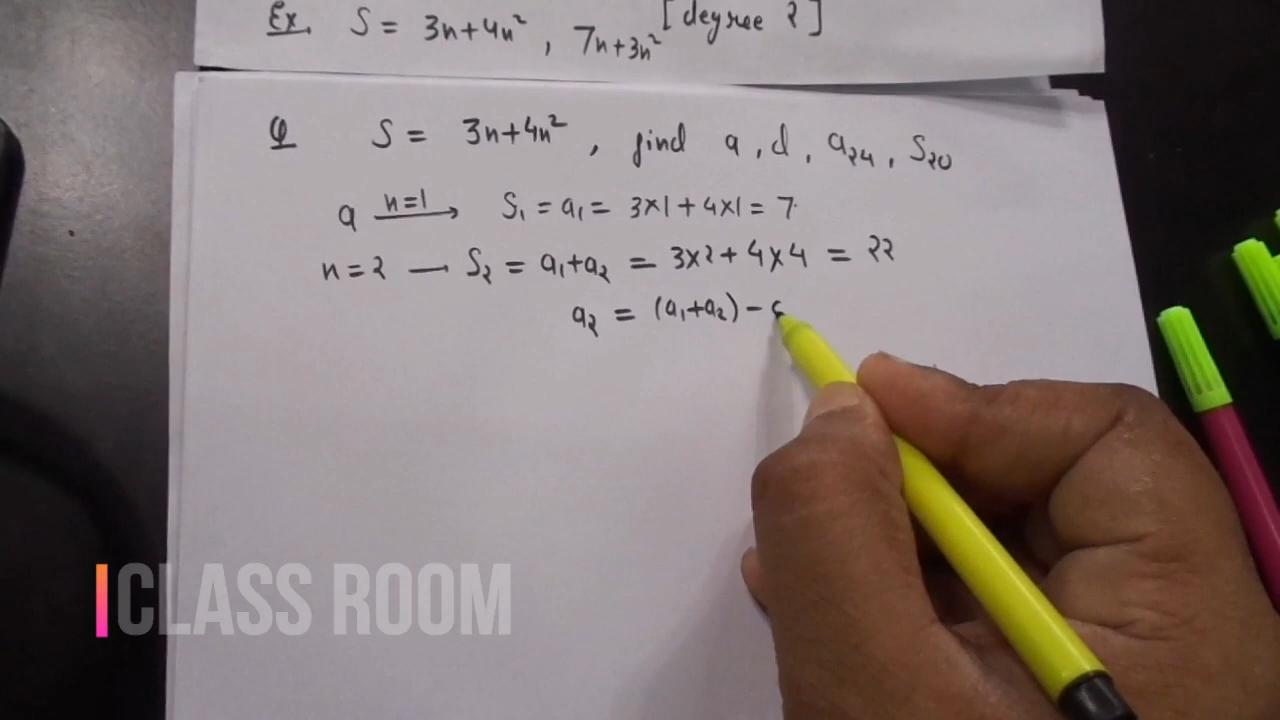 Ex. S = 3n+4n², 7n+3n² [degree 2]
Q S = 3n+4n², find a, d, a₂₄, S₂₀
a n=1→ S₁ = a₁ = 3×1 + 4×1 = 7
n = 2 — S₂ = a₁+a₂ = 3×2 + 4×4 = 22
a₂ = (a₁+a₂) –
CLASS ROOM